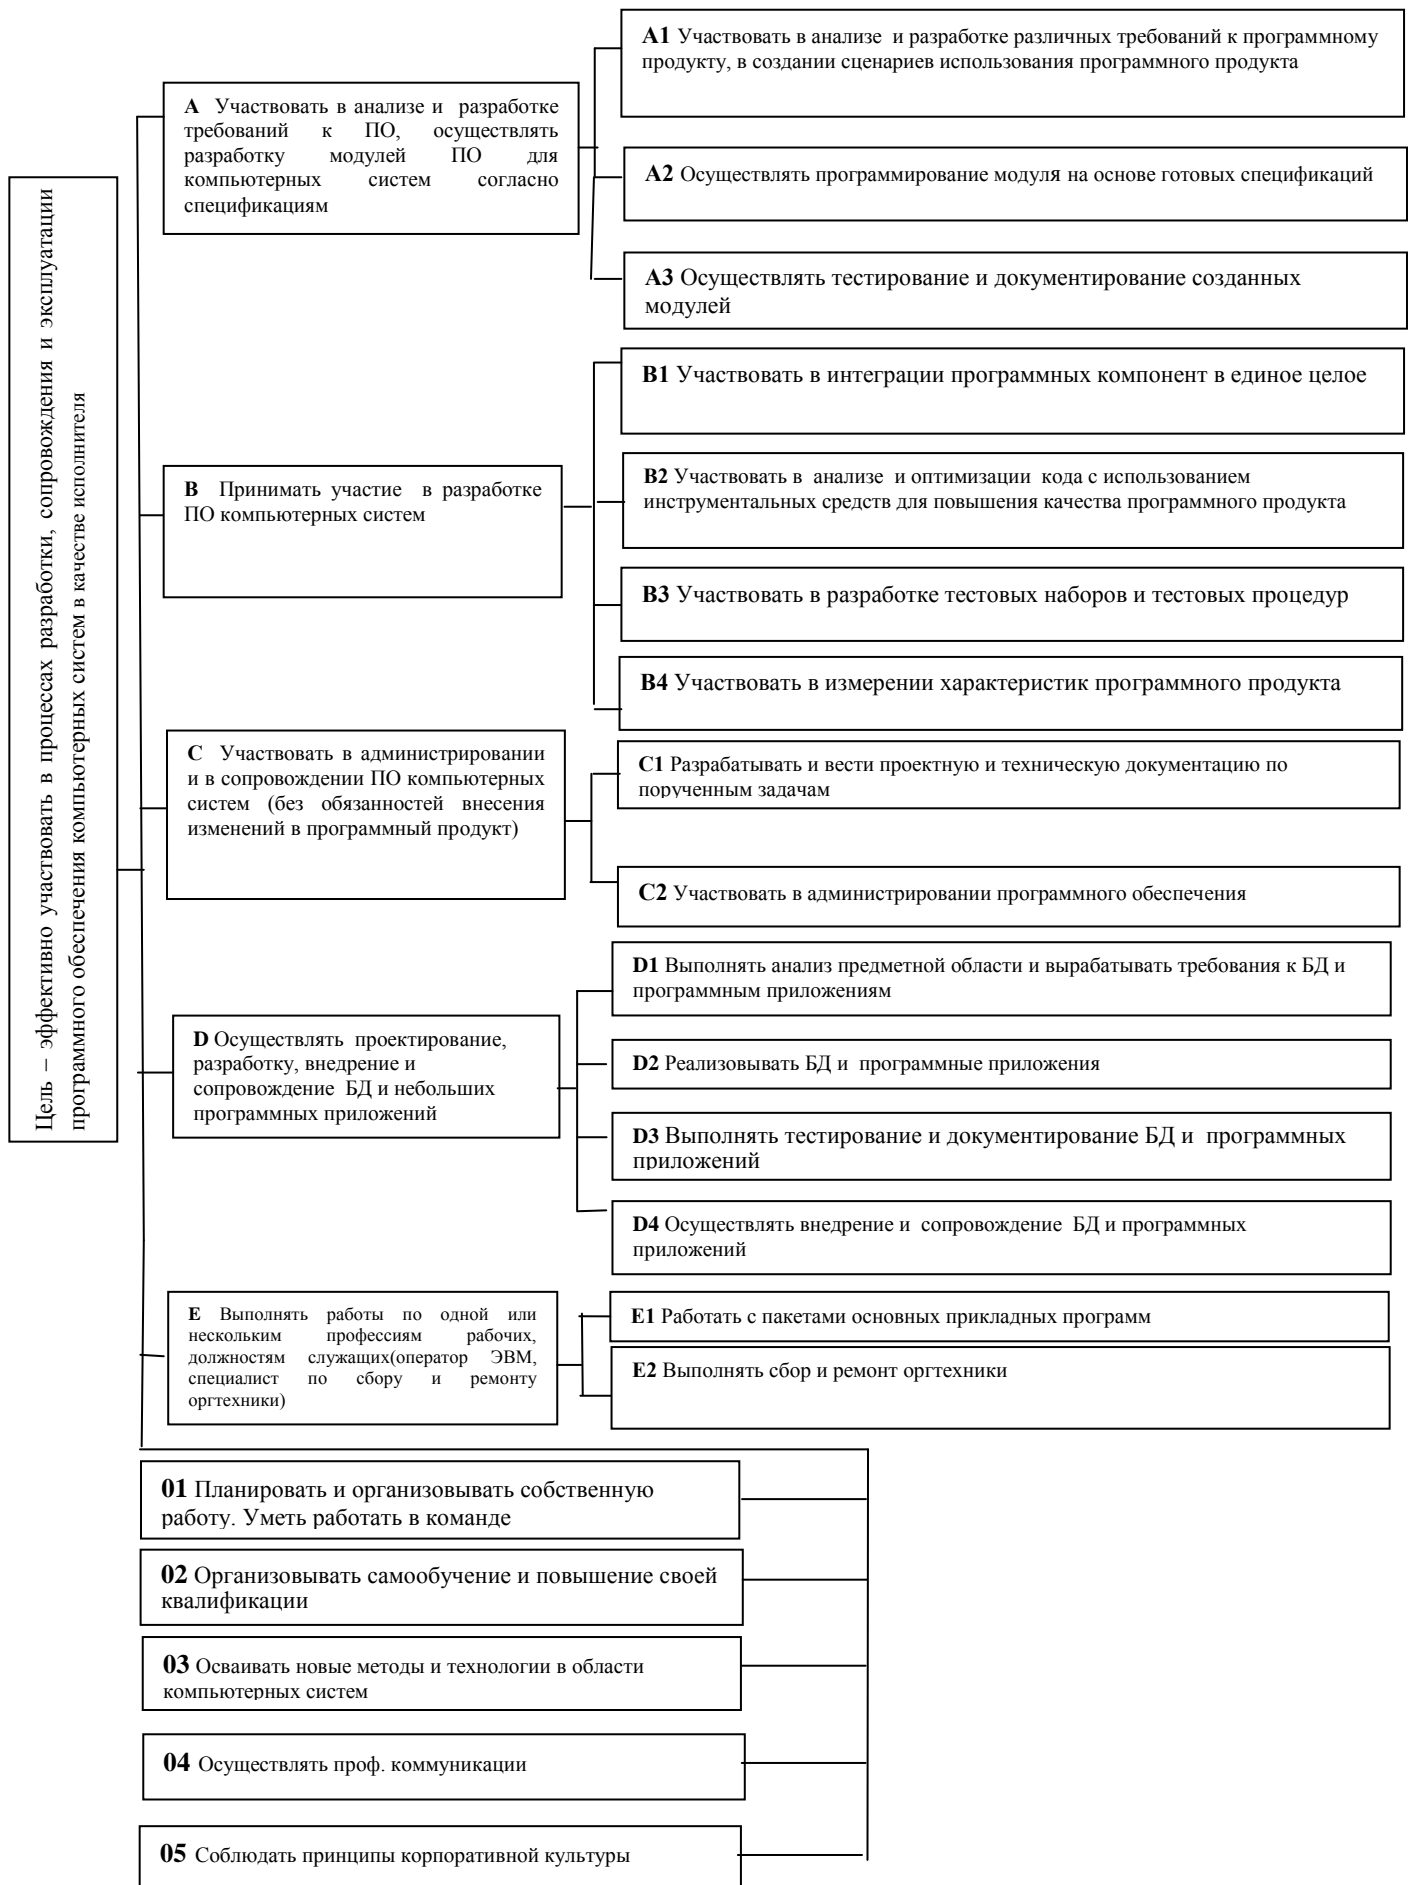 Цель – эффективно участвовать в процессах разработки, сопровождения и эксплуатации
программного обеспечения компьютерных систем в качестве исполнителя
A Участвовать в анализе и разработке
требований к ПО, осуществлять
разработку модулей ПО для
компьютерных систем согласно
спецификациям
A1 Участвовать в анализе и разработке различных требований к программному
продукту, в создании сценариев использования программного продукта
A2 Осуществлять программирование модуля на основе готовых спецификаций
A3 Осуществлять тестирование и документирование созданных
модулей
B Принимать участие в разработке
ПО компьютерных систем
B1 Участвовать в интеграции программных компонент в единое целое
B2 Участвовать в анализе и оптимизации кода с использованием
инструментальных средств для повышения качества программного продукта
B3 Участвовать в разработке тестовых наборов и тестовых процедур
B4 Участвовать в измерении характеристик программного продукта
C Участвовать в администрировании
и в сопровождении ПО компьютерных
систем (без обязанностей внесения
изменений в программный продукт)
C1 Разрабатывать и вести проектную и техническую документацию по
порученным задачам
C2 Участвовать в администрировании программного обеспечения
D Осуществлять проектирование,
разработку, внедрение и
сопровождение БД и небольших
программных приложений
D1 Выполнять анализ предметной области и вырабатывать требования к БД и
программным приложениям
D2 Реализовывать БД и программные приложения
D3 Выполнять тестирование и документирование БД и программных
приложений
D4 Осуществлять внедрение и сопровождение БД и программных
приложений
E Выполнять работы по одной или
нескольким профессиям рабочих,
должностям служащих(оператор ЭВМ,
специалист по сбору и ремонту
оргтехники)
E1 Работать с пакетами основных прикладных программ
E2 Выполнять сбор и ремонт оргтехники
01 Планировать и организовывать собственную
работу. Уметь работать в команде
02 Организовывать самообучение и повышение своей
квалификации
03 Осваивать новые методы и технологии в области
компьютерных систем
04 Осуществлять проф. коммуникации
05 Соблюдать принципы корпоративной культуры